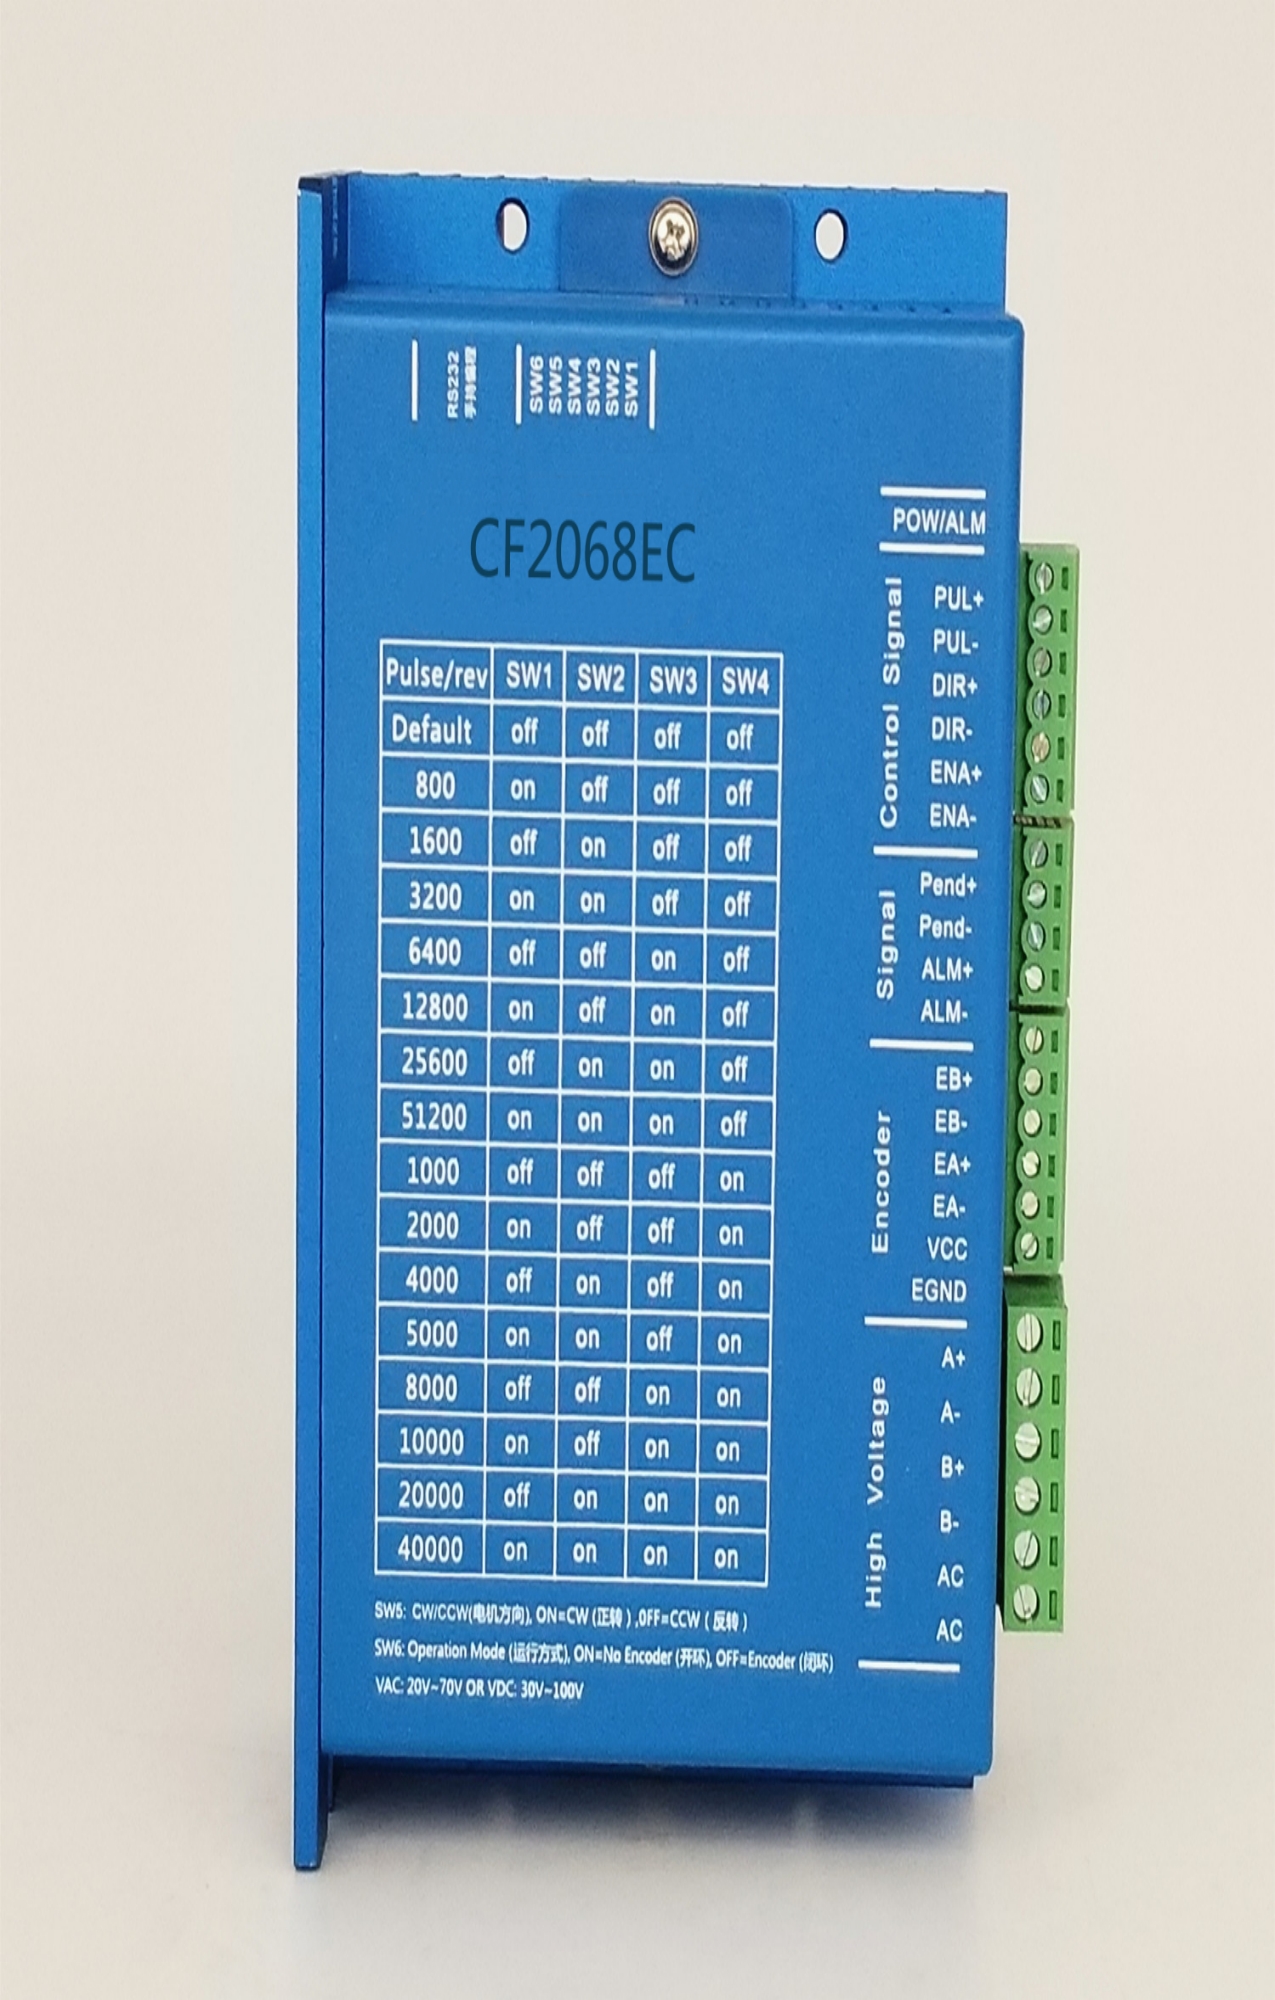 RS232
手持编程
SW6
SW5
SW4
SW3
SW2
SW1
CF2068EC
Pulse/rev SW1 SW2 SW3 SW4
Default off off off off
800 on off off off
1600 off on off off
3200 on on off off
6400 off off on off
12800 on off on off
25600 off on on off
51200 on on on off
1000 off off off on
2000 on off off on
4000 off on off on
5000 on on off on
8000 off off on on
10000 on off on on
20000 off on on on
40000 on on on on
SW5: CW/CCW(电机方向), ON=CW (正转) ,OFF=CCW ( 反转 )
SW6: Operation Mode (运行方式), ON=No Encoder (开环), OFF=Encoder (闭环)
VAC: 20V~70V OR VDC: 30V~100V
POW/ALM
Control Signal
PUL+
PUL-
DIR+
DIR-
ENA+
ENA-
Signal
Pend+
Pend-
ALM+
ALM-
Encoder
EB+
EB-
EA+
EA-
VCC
EGND
High Voltage
A+
A-
B+
B-
AC
AC